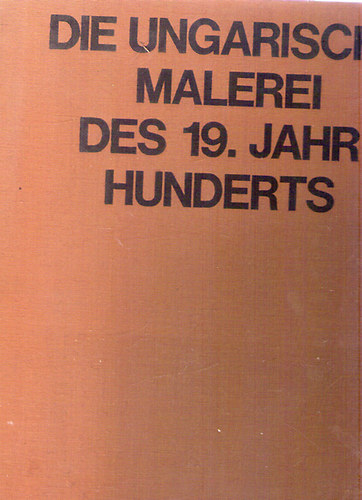 DIE UNGARISCH
MALEREI
DES 19. JAHR
HUNDERTS